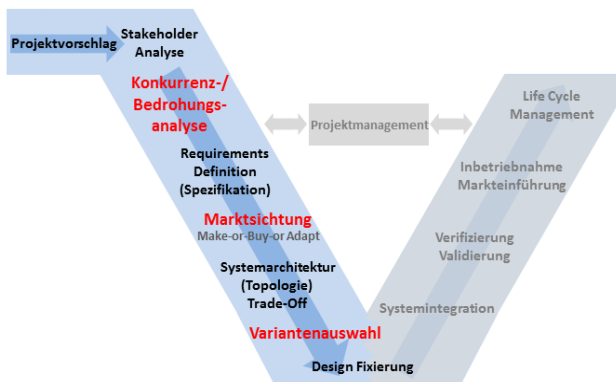 Projektvorschlag
Stakeholder
Analyse
Konkurrenz-/
Bedrohungs-
analyse
Requirements
Definition
(Spezifikation)
Marktsichtung
Make-or-Buy-or Adapt
Systemarchitektur
(Topologie)
Trade-Off
Variantenauswahl
Design Fixierung
Projektmanagement
Life Cycle
Management
Inbetriebnahme
Markteinführung
Verifizierung
Validierung
Systemintegration